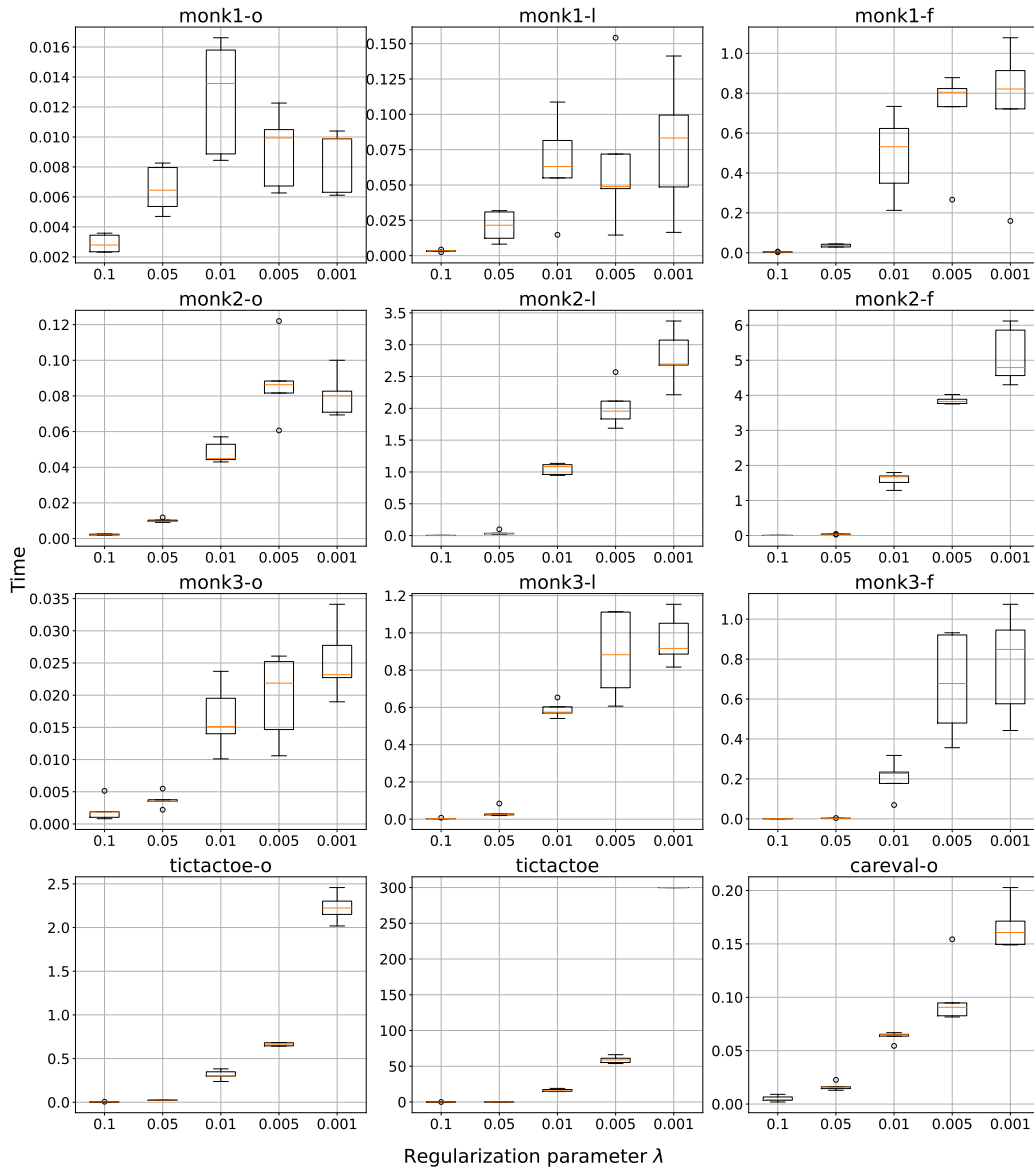 monk1-o monk1-l monk1-f
0.016 0.014 0.012 0.010 0.008 0.006 0.004 0.002
0.1 0.05 0.01 0.005 0.001
0.150 0.125 0.100 0.075 0.050 0.025 0.000
0.1 0.05 0.01 0.005 0.001
1.0 0.8 0.6 0.4 0.2 0.0
0.1 0.05 0.01 0.005 0.001
monk2-o monk2-l monk2-f
0.12 0.10 0.08 0.06 0.04 0.02 0.00
0.1 0.05 0.01 0.005 0.001
3.5 3.0 2.5 2.0 1.5 1.0 0.5 0.0
0.1 0.05 0.01 0.005 0.001
6 5 4 3 2 1 0
0.1 0.05 0.01 0.005 0.001
Time
monk3-o monk3-l monk3-f
0.035 0.030 0.025 0.020 0.015 0.010 0.005 0.000
0.1 0.05 0.01 0.005 0.001
1.2 1.0 0.8 0.6 0.4 0.2 0.0
0.1 0.05 0.01 0.005 0.001
1.0 0.8 0.6 0.4 0.2 0.0
0.1 0.05 0.01 0.005 0.001
tictactoe-o tictactoe careval-o
2.5 2.0 1.5 1.0 0.5 0.0
0.1 0.05 0.01 0.005 0.001
300 250 200 150 100 50 0
0.1 0.05 0.01 0.005 0.001
0.20 0.15 0.10 0.05 0.00
0.1 0.05 0.01 0.005 0.001
Regularization parameter λ